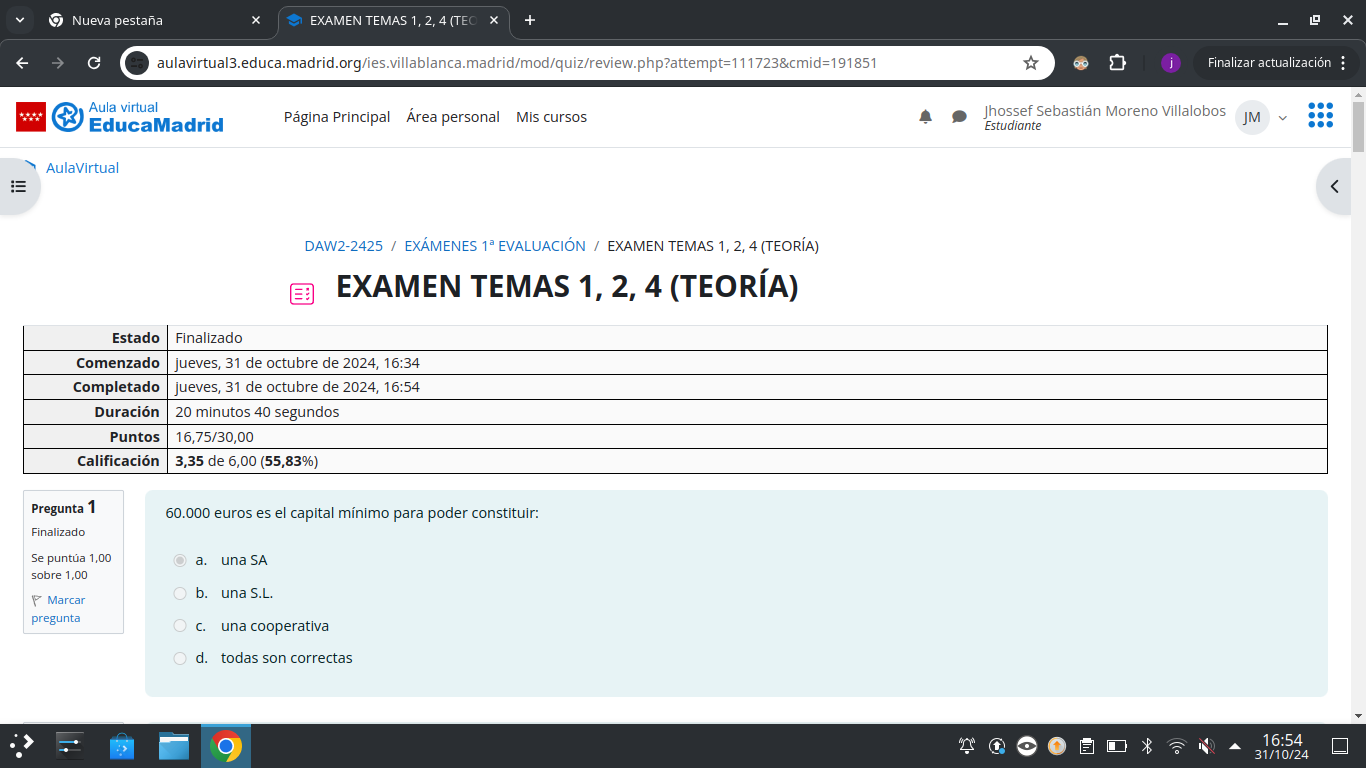 Nueva pestaña
EXAMEN TEMAS 1, 2, 4 (TEO
aulavirtual3.educa.madrid.org/ies.villablanca.madrid/mod/quiz/review.php?attempt=111723&cmid=191851
j
Finalizar actualización
Aula virtual
EducaMadrid
Página Principal Área personal Mis cursos
Jhossef Sebastián Moreno Villalobos
Estudiante
JM
AulaVirtual
DAW2-2425 / EXÁMENES 1ª EVALUACIÓN / EXAMEN TEMAS 1, 2, 4 (TEORÍA)
EXAMEN TEMAS 1, 2, 4 (TEORÍA)
Estado Finalizado
Comenzado jueves, 31 de octubre de 2024, 16:34
Completado jueves, 31 de octubre de 2024, 16:54
Duración 20 minutos 40 segundos
Puntos 16,75/30,00
Calificación 3,35 de 6,00 (55,83%)
Pregunta 1
Finalizado
Se puntúa 1,00
sobre 1,00
Marcar
pregunta
60.000 euros es el capital mínimo para poder constituir:
a. una SA
b. una S.L.
c. una cooperativa
d. todas son correctas
16:54
31/10/24